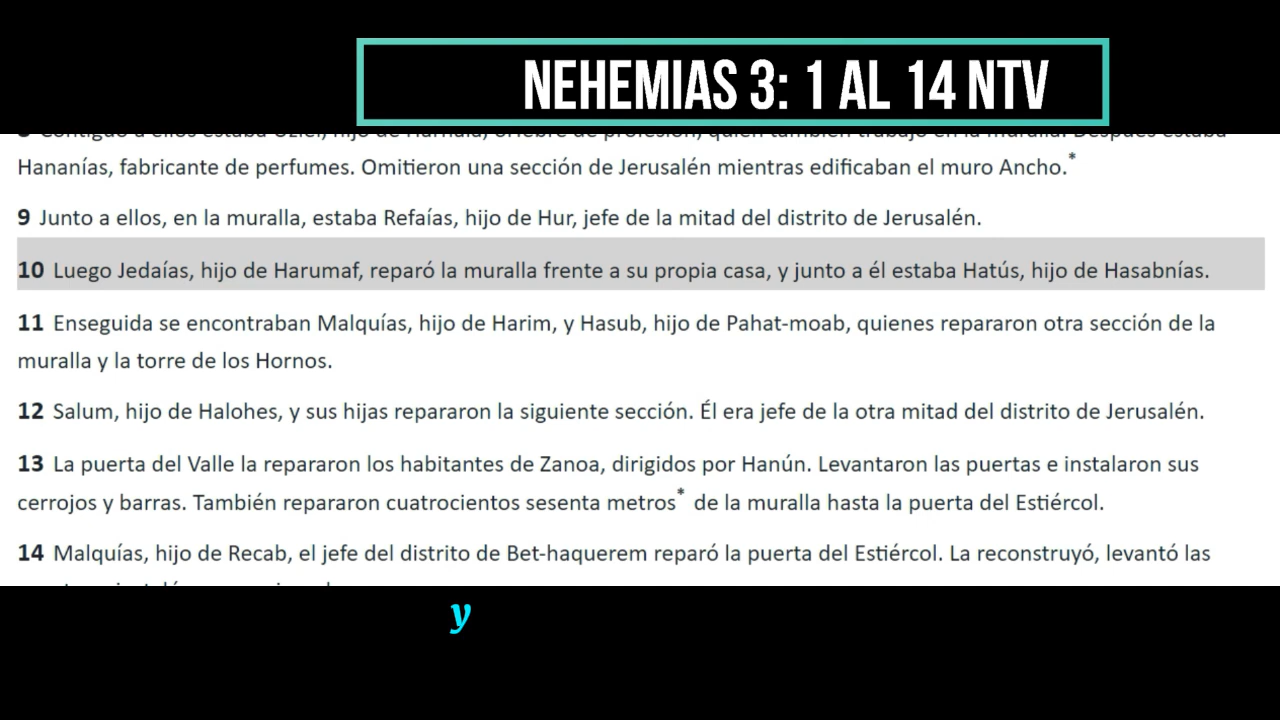 NEHEMIAS 3: 1 AL 14 NTV
Hananías, fabricante de perfumes. Omitieron una sección de Jerusalén mientras edificaban el muro Ancho.*
9 Junto a ellos, en la muralla, estaba Refaías, hijo de Hur, jefe de la mitad del distrito de Jerusalén.
10 Luego Jedaías, hijo de Harumaf, reparó la muralla frente a su propia casa, y junto a él estaba Hatús, hijo de Hasabnías.
11 Enseguida se encontraban Malquías, hijo de Harim, y Hasub, hijo de Pahat-moab, quienes repararon otra sección de la
muralla y la torre de los Hornos.
12 Salum, hijo de Halohes, y sus hijas repararon la siguiente sección. Él era jefe de la otra mitad del distrito de Jerusalén.
13 La puerta del Valle la repararon los habitantes de Zanoa, dirigidos por Hanún. Levantaron las puertas e instalaron sus
cerrojos y barras. También repararon cuatrocientos sesenta metros* de la muralla hasta la puerta del Estiércol.
14 Malquías, hijo de Recab, el jefe del distrito de Bet-haquerem reparó la puerta del Estiércol. La reconstruyó, levantó las
y